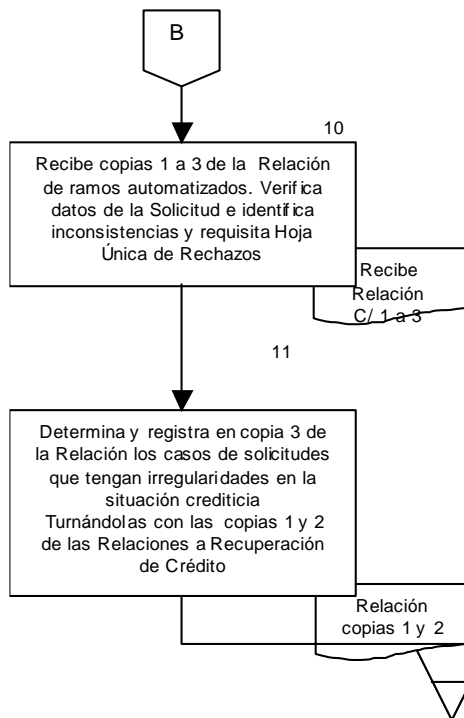 B
10
Recibe copias 1 a 3 de la Relación
de ramos automatizados. Verifica
datos de la Solicitud e identifica
inconsistencias y requisita Hoja
Única de Rechazos
Recibe
Relación
C/ 1 a 3
11
Determina y registra en copia 3 de
la Relación los casos de solicitudes
que tengan irregularidades en la
situación crediticia
Turnándolas con las copias 1 y 2
de las Relaciones a Recuperación
de Crédito
Relación
copias 1 y 2